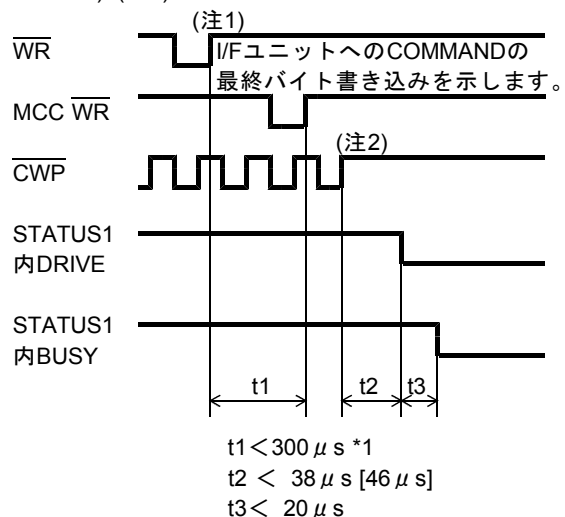 (注1)
WR
I/FユニットへのCOMMANDの
最終バイト書き込みを示します。
MCC WR
(注2)
CWP
STATUS1
内DRIVE
STATUS1
内BUSY
t1
t2
t3
t1＜300μs *1
t2 ＜ 38μs [46μs]
t3＜ 20μs